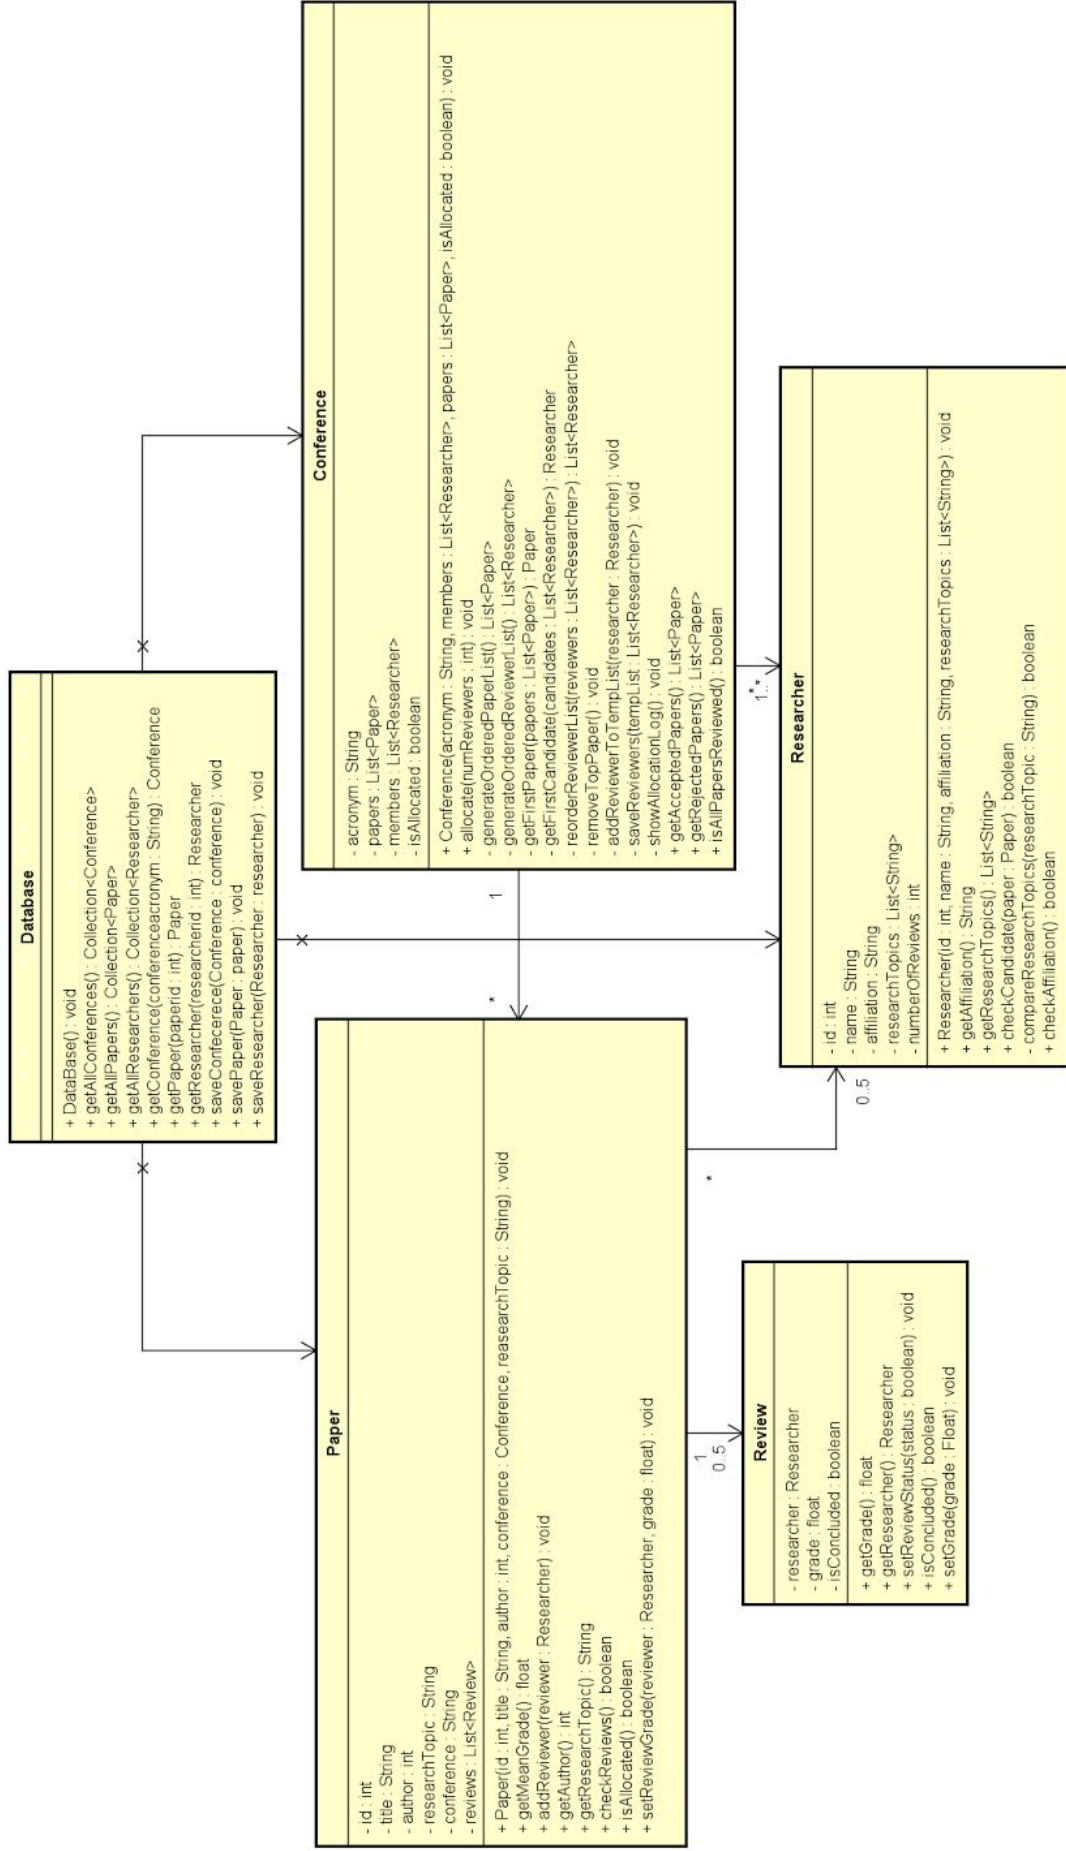 Database
+ DataBase() : void
+ getAllConferences() : Collection<Conference>
+ getAllPapers() : Collection<Paper>
+ getAllResearchers() : Collection<Researcher>
+ getConference(conferenceacronym : String) : Conference
+ getPaper(paperid : int) : Paper
+ getResearcher(researcherid : int) : Researcher
+ saveConfecerece(Conference : conference) : void
+ savePaper(Paper : paper) : void
+ saveResearcher(Researcher : researcher) : void
Paper
- id : int
- title : String
- author : int
- researchTopic : String
- conference : String
- reviews : List<Review>
+ Paper(id : int, title : String, author : int, conference : Conference, reasearchTopic : String) : void
+ getMeanGrade() : float
+ addReviewer(reviewer : Researcher) : void
+ getAuthor() : int
+ getResearchTopic() : String
+ checkReviews() : boolean
+ isAllocated() : boolean
+ setReviewGrade(reviewer : Researcher, grade : float) : void
*
1
Conference
- acronym : String
- papers : List<Paper>
- members : List<Researcher>
- isAllocated : boolean
+ Conference(acronym : String, members : List<Researcher>, papers : List<Paper>, isAllocated : boolean) : void
+ allocate(numReviewers : int) : void
- generateOrderedPaperList() : List<Paper>
- generateOrderedReviewerList() : List<Researcher>
- getFirstPaper(papers : List<Paper>) : Paper
- getFirstCandidate(candidates : List<Researcher>) : Researcher
- reorderReviewerList(reviewers : List<Researcher>) : List<Researcher>
- removeTopPaper() : void
- addReviewerToTempList(researcher : Researcher) : void
- saveReviewers(tempList : List<Researcher>) : void
- showAllocationLog() : void
+ getAcceptedPapers() : List<Paper>
+ getRejectedPapers() : List<Paper>
+ isAllPapersReviewed() : boolean
1
0..5
*
0..5
*
1..*
Review
- researcher : Researcher
- grade : float
- isConcluded : boolean
+ getGrade() : float
+ getResearcher() : Researcher
+ setReviewStatus(status : boolean) : void
+ isConcluded() : boolean
+ setGrade(grade : Float) : void
Researcher
- id : int
- name : String
- affiliation : String
- researchTopics : List<String>
- numberOfReviews : int
+ Researcher(id : int, name : String, affiliation : String, researchTopics : List<String>) : void
+ getAffiliation() : String
+ getResearchTopics() : List<String>
+ checkCandidate(paper : Paper) : boolean
- compareResearchTopics(researchTopic : String) : boolean
+ checkAffiliation() : boolean